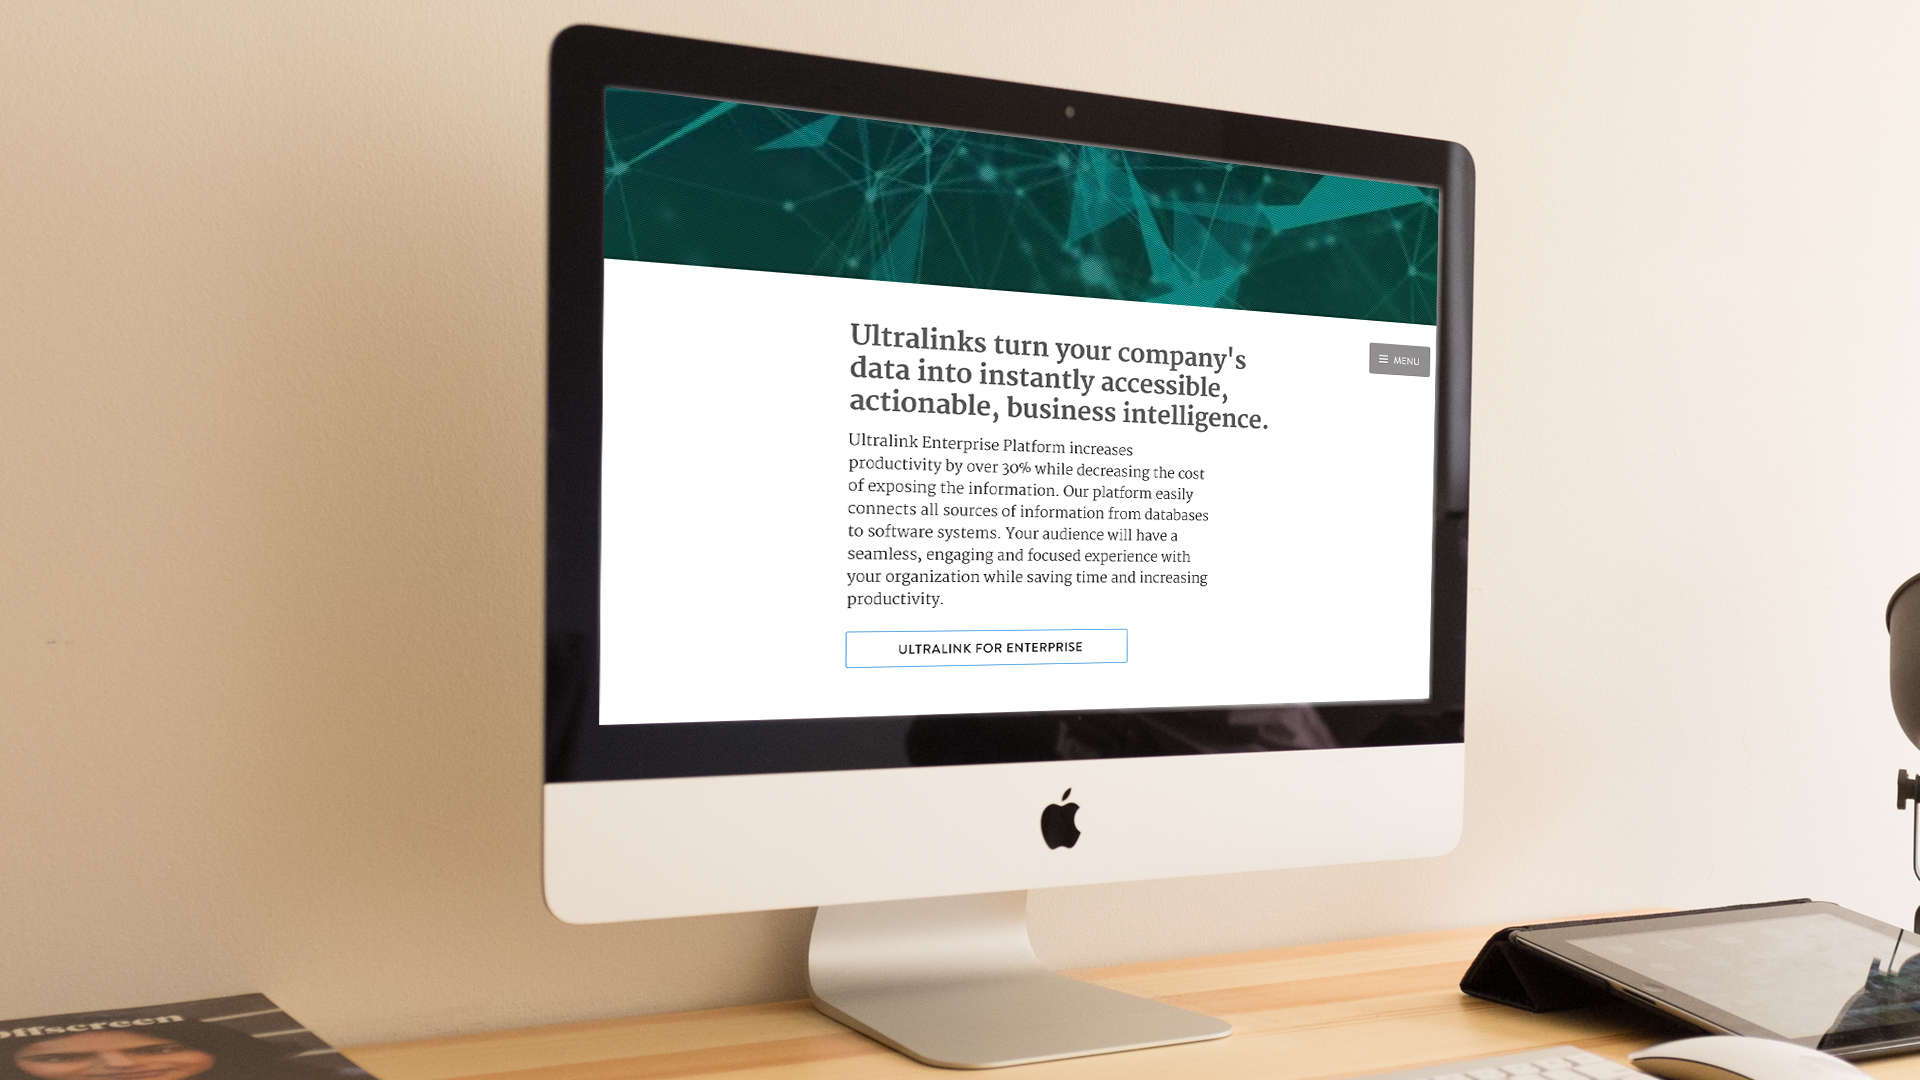 Ultralinks turn your company's
data into instantly accessible,
actionable, business intelligence.
MENU
Ultralink Enterprise Platform increases
productivity by over 30% while decreasing the cost
of exposing the information. Our platform easily
connects all sources of information from databases
to software systems. Your audience will have a
seamless, engaging and focused experience with
your organization while saving time and increasing
productivity.
ULTRALINK FOR ENTERPRISE
offscreen